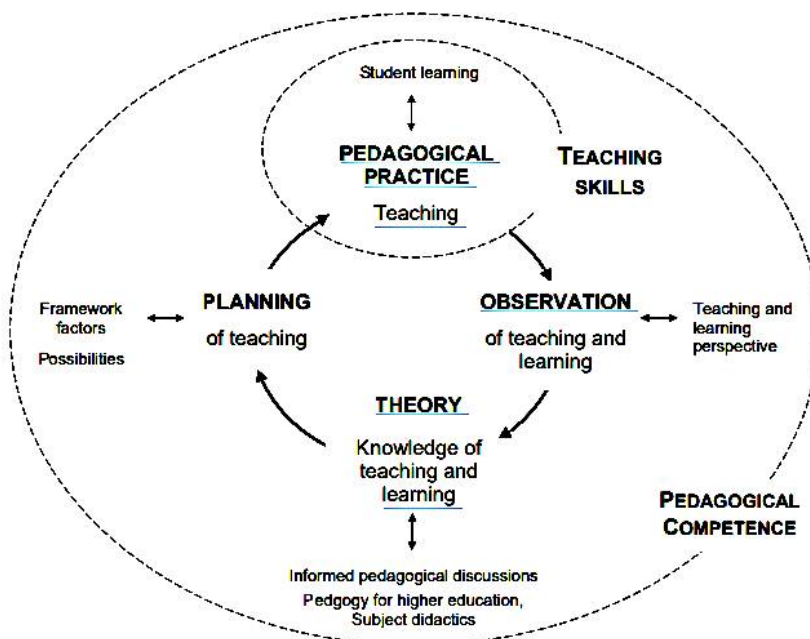 Student learning
PEDAGOGICAL
PRACTICE
Teaching
TEACHING
SKILLS
Framework
factors
Possibilities
PLANNING
of teaching
OBSERVATION
of teaching and
learning
Teaching and
learning
perspective
THEORY
Knowledge of
teaching and
learning
PEDAGOGICAL
COMPETENCE
Informed pedagogical discussions
Pedgogy for higher education,
Subject didactics